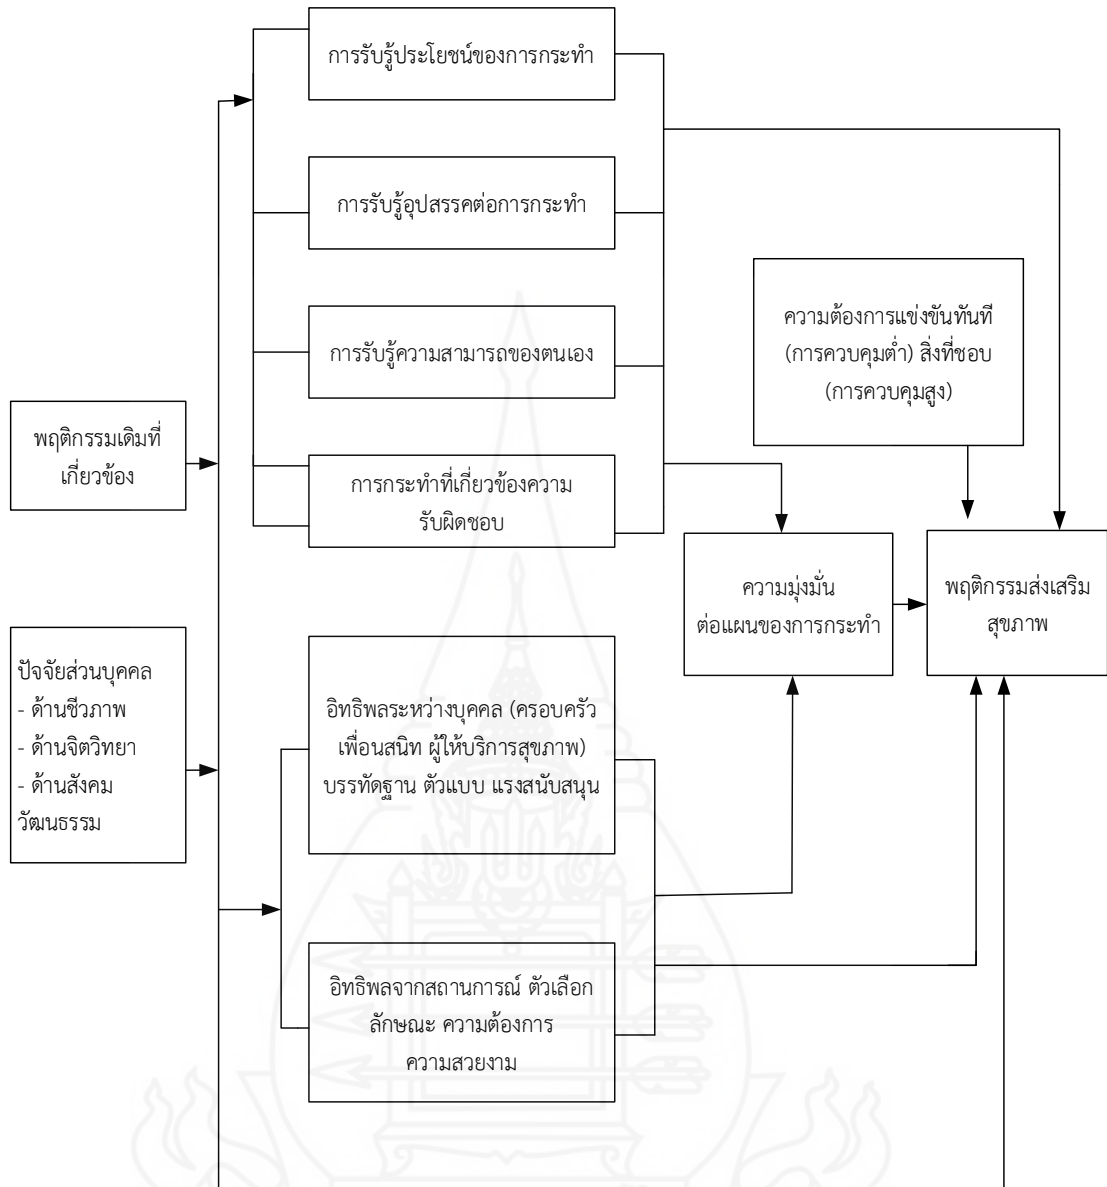 การรับรู้ประโยชน์ของการกระทำ
การรับรู้อุปสรรคต่อการกระทำ
การรับรู้ความสามารถของตนเอง
การกระทำที่เกี่ยวข้องความ
รับผิดชอบ
ความต้องการแข่งขันทันที
(การควบคุมต่ำ) สิ่งที่ชอบ
(การควบคุมสูง)
พฤติกรรมเดิมที่
เกี่ยวข้อง
ความมุ่งมั่น
ต่อแผนของการกระทำ
พฤติกรรมส่งเสริม
สุขภาพ
ปัจจัยส่วนบุคคล
- ด้านชีวภาพ
- ด้านจิตวิทยา
- ด้านสังคม
วัฒนธรรม
อิทธิพลระหว่างบุคคล (ครอบครัว
เพื่อนสนิท ผู้ให้บริการสุขภาพ)
บรรทัดฐาน ตัวแบบ แรงสนับสนุน
อิทธิพลจากสถานการณ์ ตัวเลือก
ลักษณะ ความต้องการ
ความสวยงาม